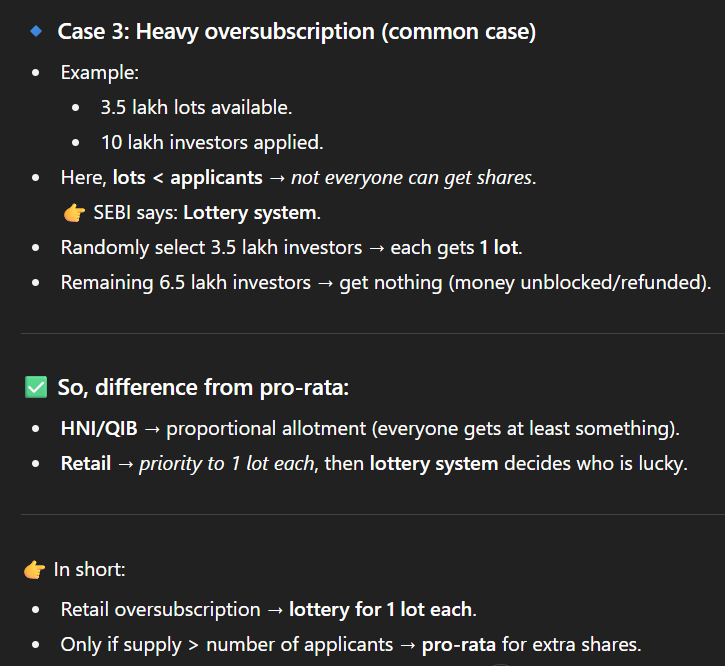 🔹 Case 3: Heavy oversubscription (common case)
• Example:
• 3.5 lakh lots available.
• 10 lakh investors applied.
• Here, lots < applicants → not everyone can get shares.
👉 SEBI says: Lottery system.
• Randomly select 3.5 lakh investors → each gets 1 lot.
• Remaining 6.5 lakh investors → get nothing (money unblocked/refunded).
✅ So, difference from pro-rata:
• HNI/QIB → proportional allotment (everyone gets at least something).
• Retail → priority to 1 lot each, then lottery system decides who is lucky.
👉 In short:
• Retail oversubscription → lottery for 1 lot each.
• Only if supply > number of applicants → pro-rata for extra shares.